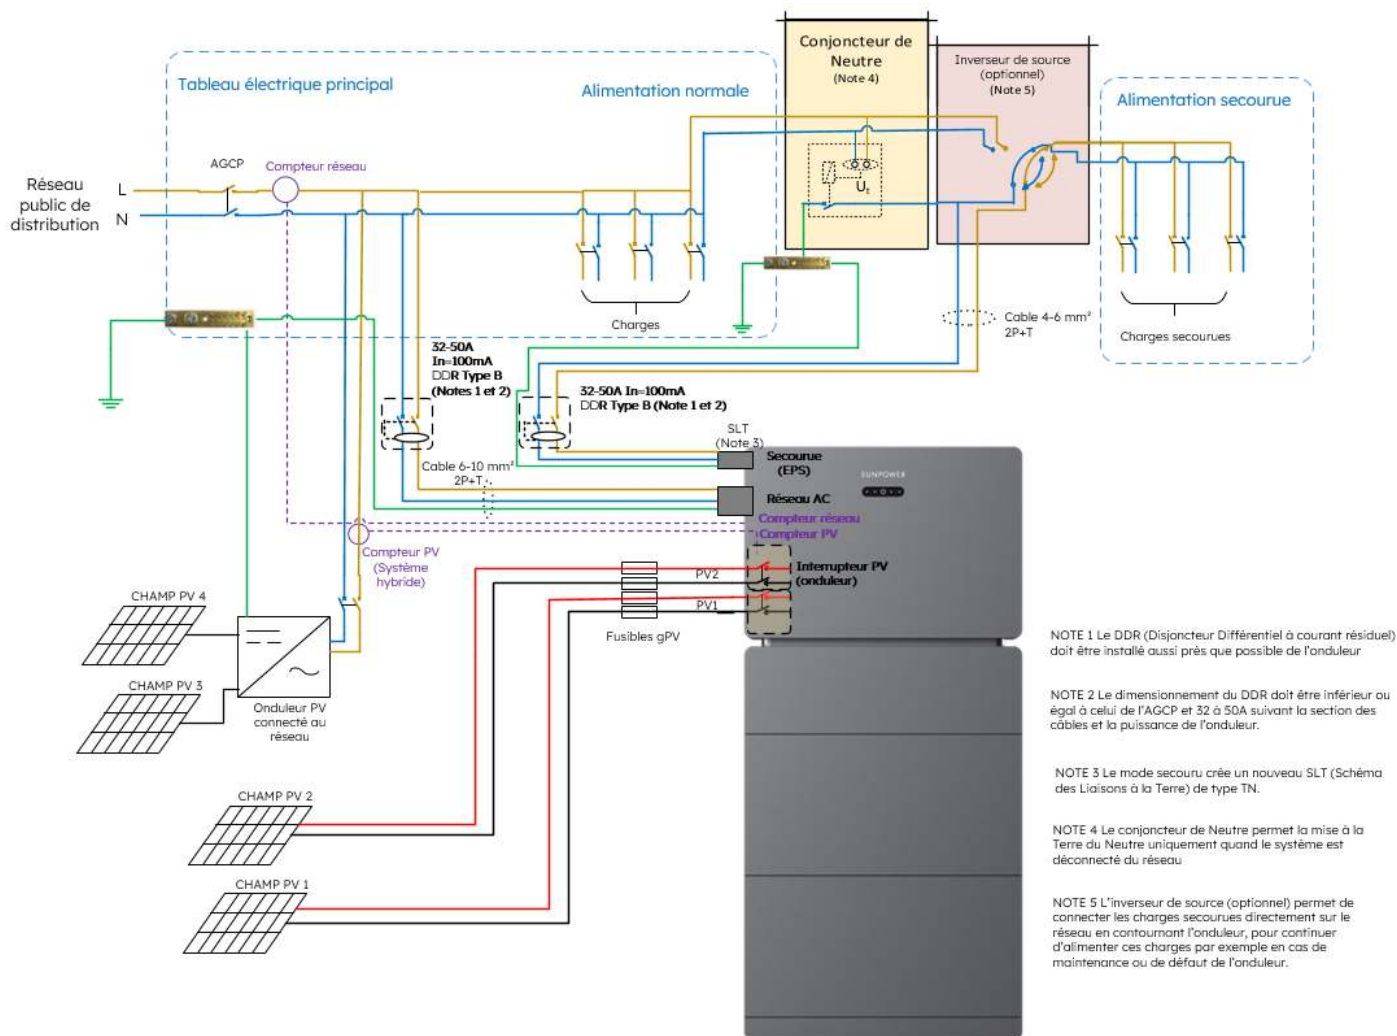 Conjoncteur de
Neutre
(Note 4)
Inverseur de source
(optionnel)
(Note 5)
Tableau électrique principal
Alimentation normale
Alimentation secourue
AGCP
Compteur réseau
Réseau
public de
distribution
L
N
Ut
1
Charges
Cable 4-6 mm²
2P+T
Charges secourues
32-50A
In=100mA
DDR Type B
(Notes 1 et 2)
32-50A In=100mA
DDR Type B (Note 1 et 2)
SLT
(Note 3)
Secourue
(EPS)
SUNPOWER
Cable 6-10 mm²
2P+T
Réseau AC
Compteur réseau
Compteur PV
Compteur PV
(Système
hybride)
Interrupteur PV
(onduleur)
PV2
PV1
Fusibles gPV
CHAMP PV 4
CHAMP PV 3
Onduleur PV
connecté au
réseau
CHAMP PV 2
CHAMP PV 1
NOTE 1 Le DDR (Disjoncteur Différentiel à courant résiduel)
doit être installé aussi près que possible de l'onduleur
NOTE 2 Le dimensionnement du DDR doit être inférieur ou
égal à celui de l'AGCP et 32 à 50A suivant la section des
câbles et la puissance de l'onduleur.
NOTE 3 Le mode secouru crée un nouveau SLT (Schéma
des Liaisons à la Terre) de type TN.
NOTE 4 Le conjoncteur de Neutre permet la mise à la
Terre du Neutre uniquement quand le système est
déconnecté du réseau
NOTE 5 L'inverseur de source (optionnel) permet de
connecter les charges secourues directement sur le
réseau en contournant l'onduleur, pour continuer
d'alimenter ces charges par exemple en cas de
maintenance ou de défaut de l'onduleur.